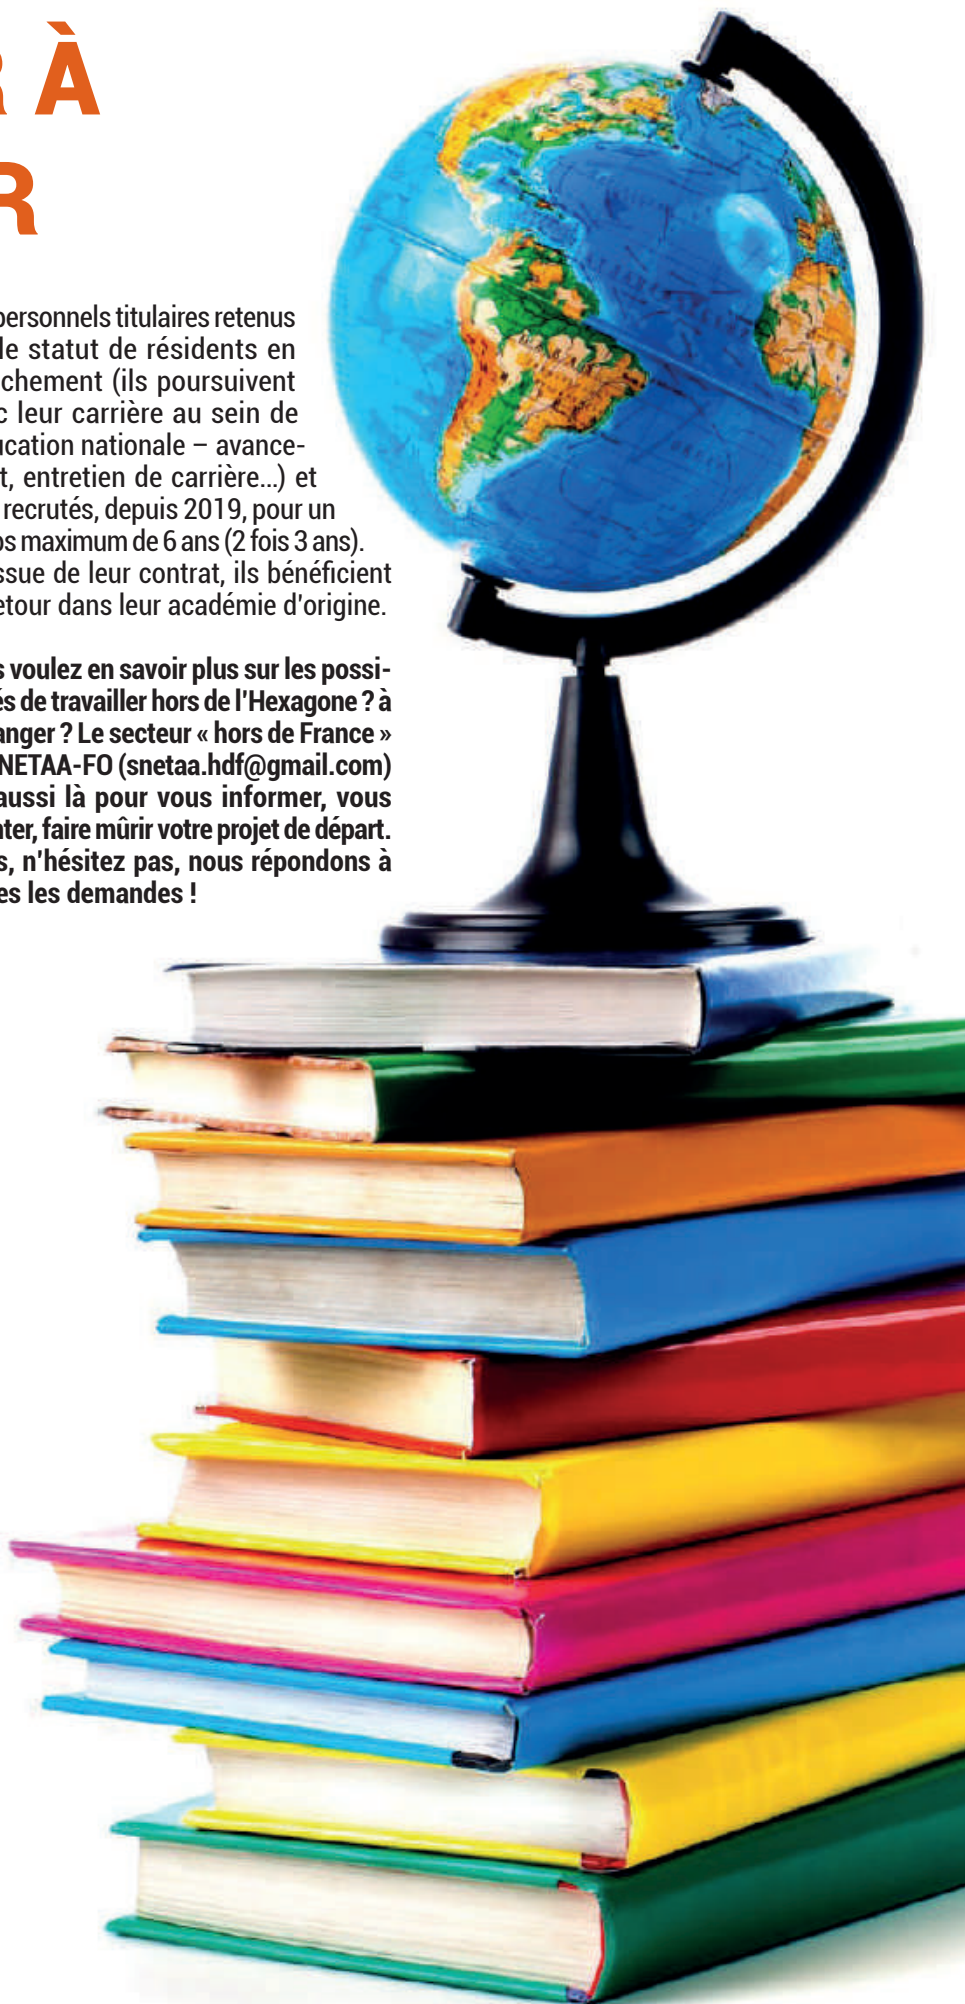 R À
R
personnels titulaires retenus
le statut de résidents en
chement (ils poursuivent
c leur carrière au sein de
ucation nationale – avance-
t, entretien de carrière...) et
recrutés, depuis 2019, pour un
ps maximum de 6 ans (2 fois 3 ans).
issue de leur contrat, ils bénéficient
etour dans leur académie d'origine.
s voulez en savoir plus sur les possi-
és de travailler hors de l'Hexagone ? à
anger ? Le secteur « hors de France »
NETAA-FO (snetaa.hdf@gmail.com)
aussi là pour vous informer, vous
nter, faire mûrir votre projet de départ.
s, n'hésitez pas, nous répondons à
es les demandes !